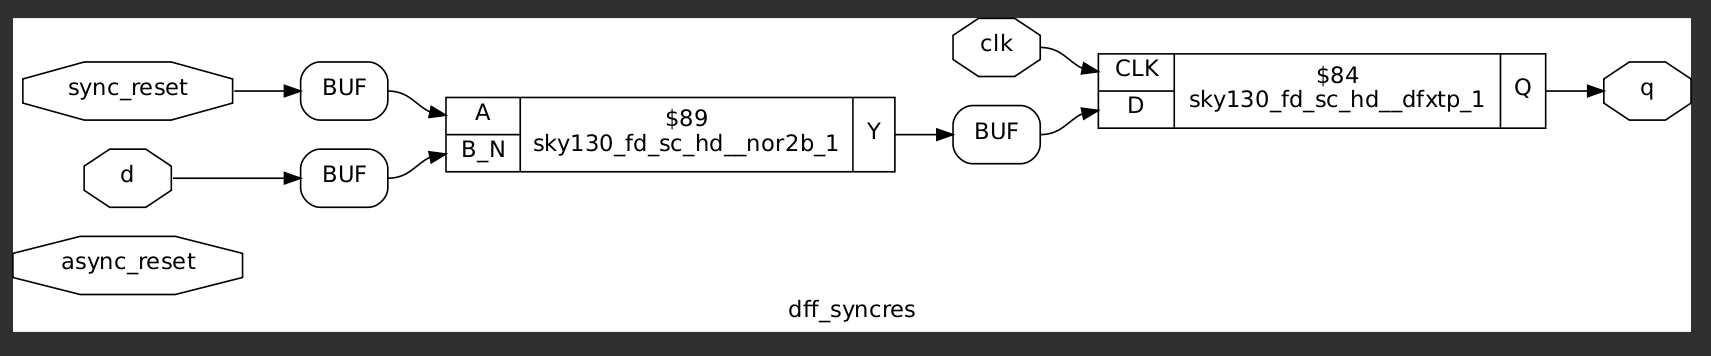 clk
sync_reset
BUF
A
B_N
$89
sky130_fd_sc_hd__nor2b_1
Y
BUF
CLK
D
$84
sky130_fd_sc_hd__dfxtp_1
Q
q
d
BUF
async_reset
dff_syncres